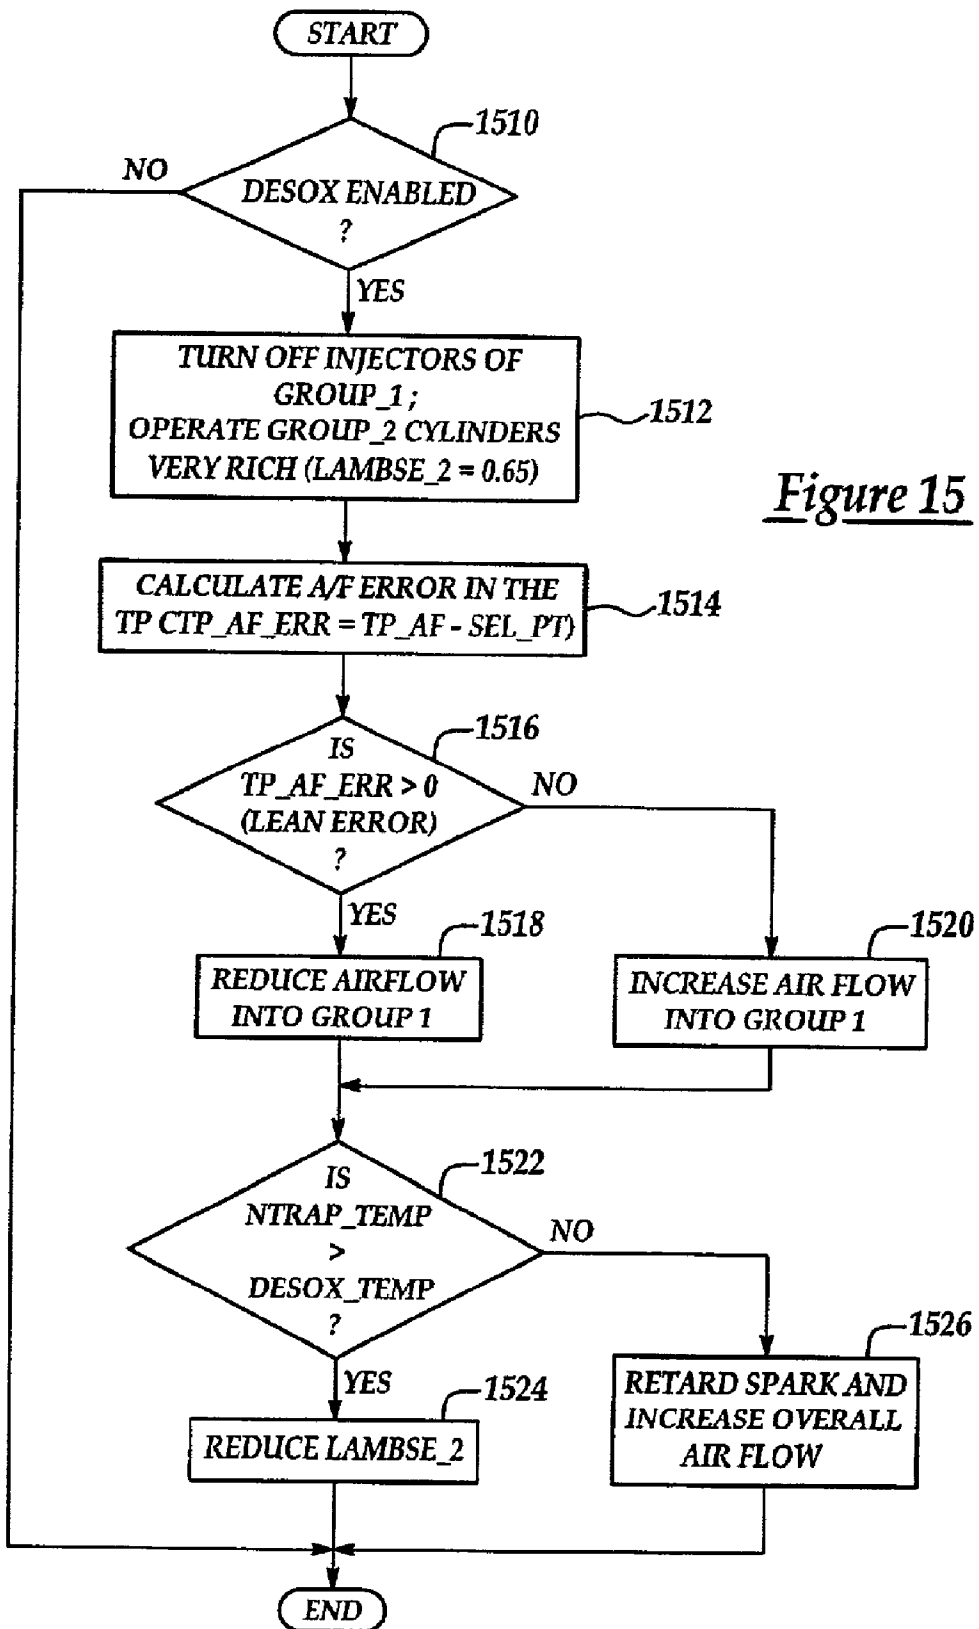 START
1510
NO
DESOX ENABLED
?
YES
TURN OFF INJECTORS OF
GROUP_1 ;
OPERATE GROUP_2 CYLINDERS
VERY RICH (LAMBSE_2 = 0.65)
1512
Figure 15
CALCULATE A/F ERROR IN THE
TP CTP_AF_ERR = TP_AF - SEL_PT)
1514
1516
IS
TP_AF_ERR > 0
(LEAN ERROR)
?
NO
YES
1518
REDUCE AIRFLOW
INTO GROUP 1
1520
INCREASE AIR FLOW
INTO GROUP 1
1522
IS
NTRAP_TEMP
>
DESOX_TEMP
?
NO
YES
1524
REDUCE LAMBSE_2
1526
RETARD SPARK AND
INCREASE OVERALL
AIR FLOW
END